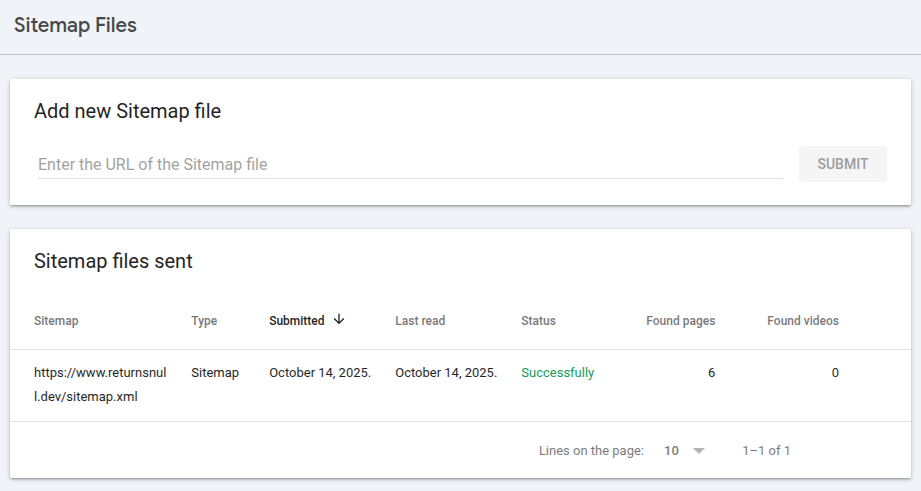 Sitemap Files
Add new Sitemap file
Enter the URL of the Sitemap file
SUBMIT
Sitemap files sent
Sitemap Type Submitted Last read Status Found pages Found videos
https://www.returnsnul Sitemap October 14, 2025. October 14, 2025. Successfully 6 0
l.dev/sitemap.xml
Lines on the page: 10 1–1 of 1